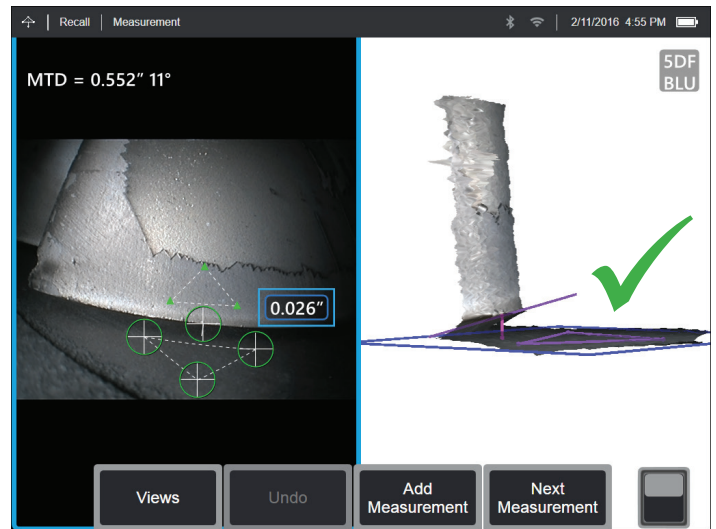 Recall Measurement 2/11/2016 4:55 PM
MTD = 0.552" 11°
5DF
BLU
0.026"
Views
Undo
Add
Measurement
Next
Measurement